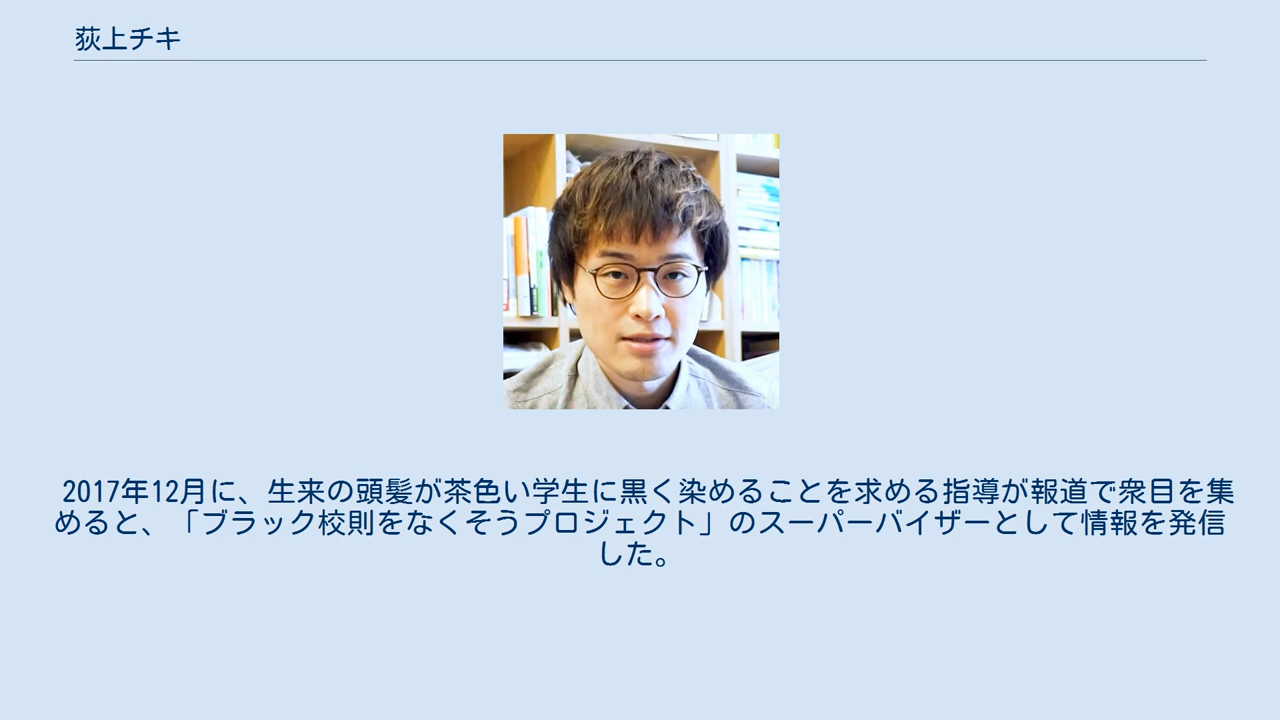 荻上チキ
2017年12月に、生来の頭髪が茶色い学生に黒く染めることを求める指導が報道で衆目を集
めると、「ブラック校則をなくそうプロジェクト」のスーパーバイザーとして情報を発信
した。